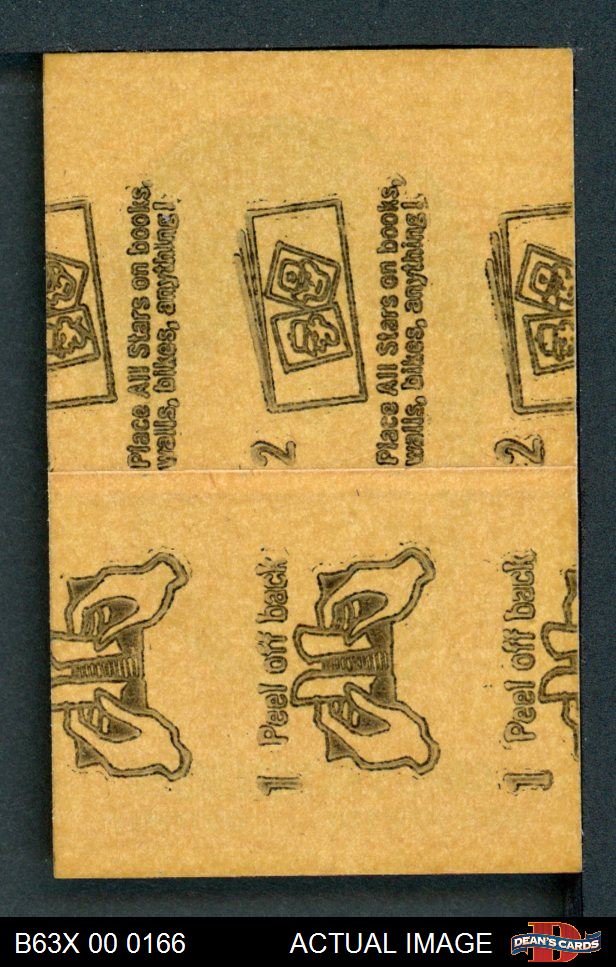 Place All Stars on books,
walls, bikes, anything!
2
Place All Stars on books,
walls, bikes, anything!
2
1 Peel off back
1 Peel off back
B63X 00 0166
ACTUAL IMAGE
DEAN'S CARDS